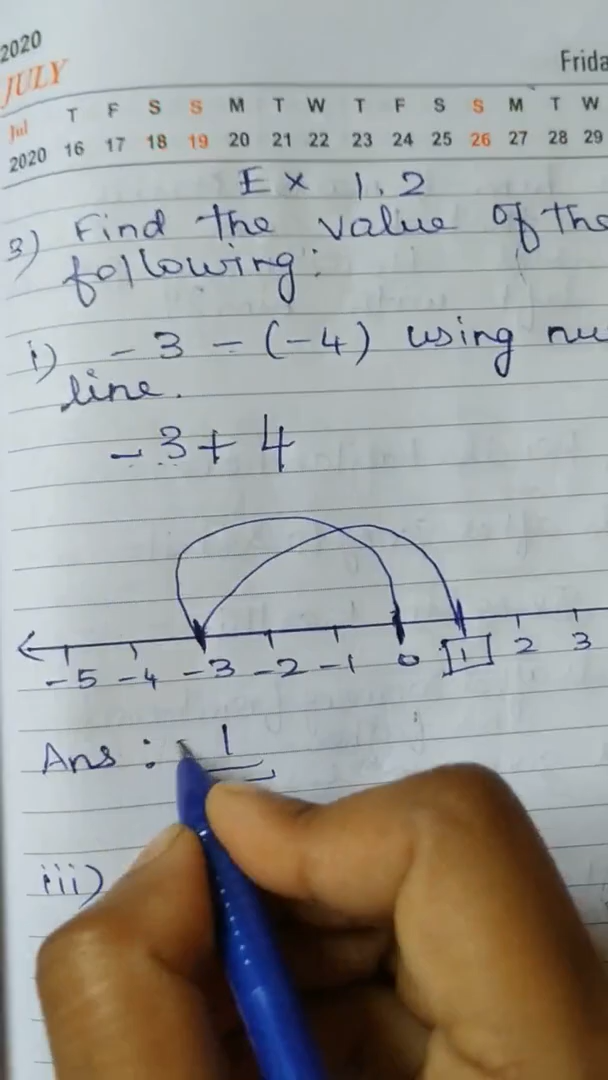 2020
JULY
Frida
Jul T F S S M T W T F S S M T W
2020 16 17 18 19 20 21 22 23 24 25 26 27 28 29
Ex 1.2
3) Find the value of the
following:
i) -3 - (-4) using nu
line.
-3 + 4
-5 -4 -3 -2 -1 0 1 2 3
Ans : 1
iii)